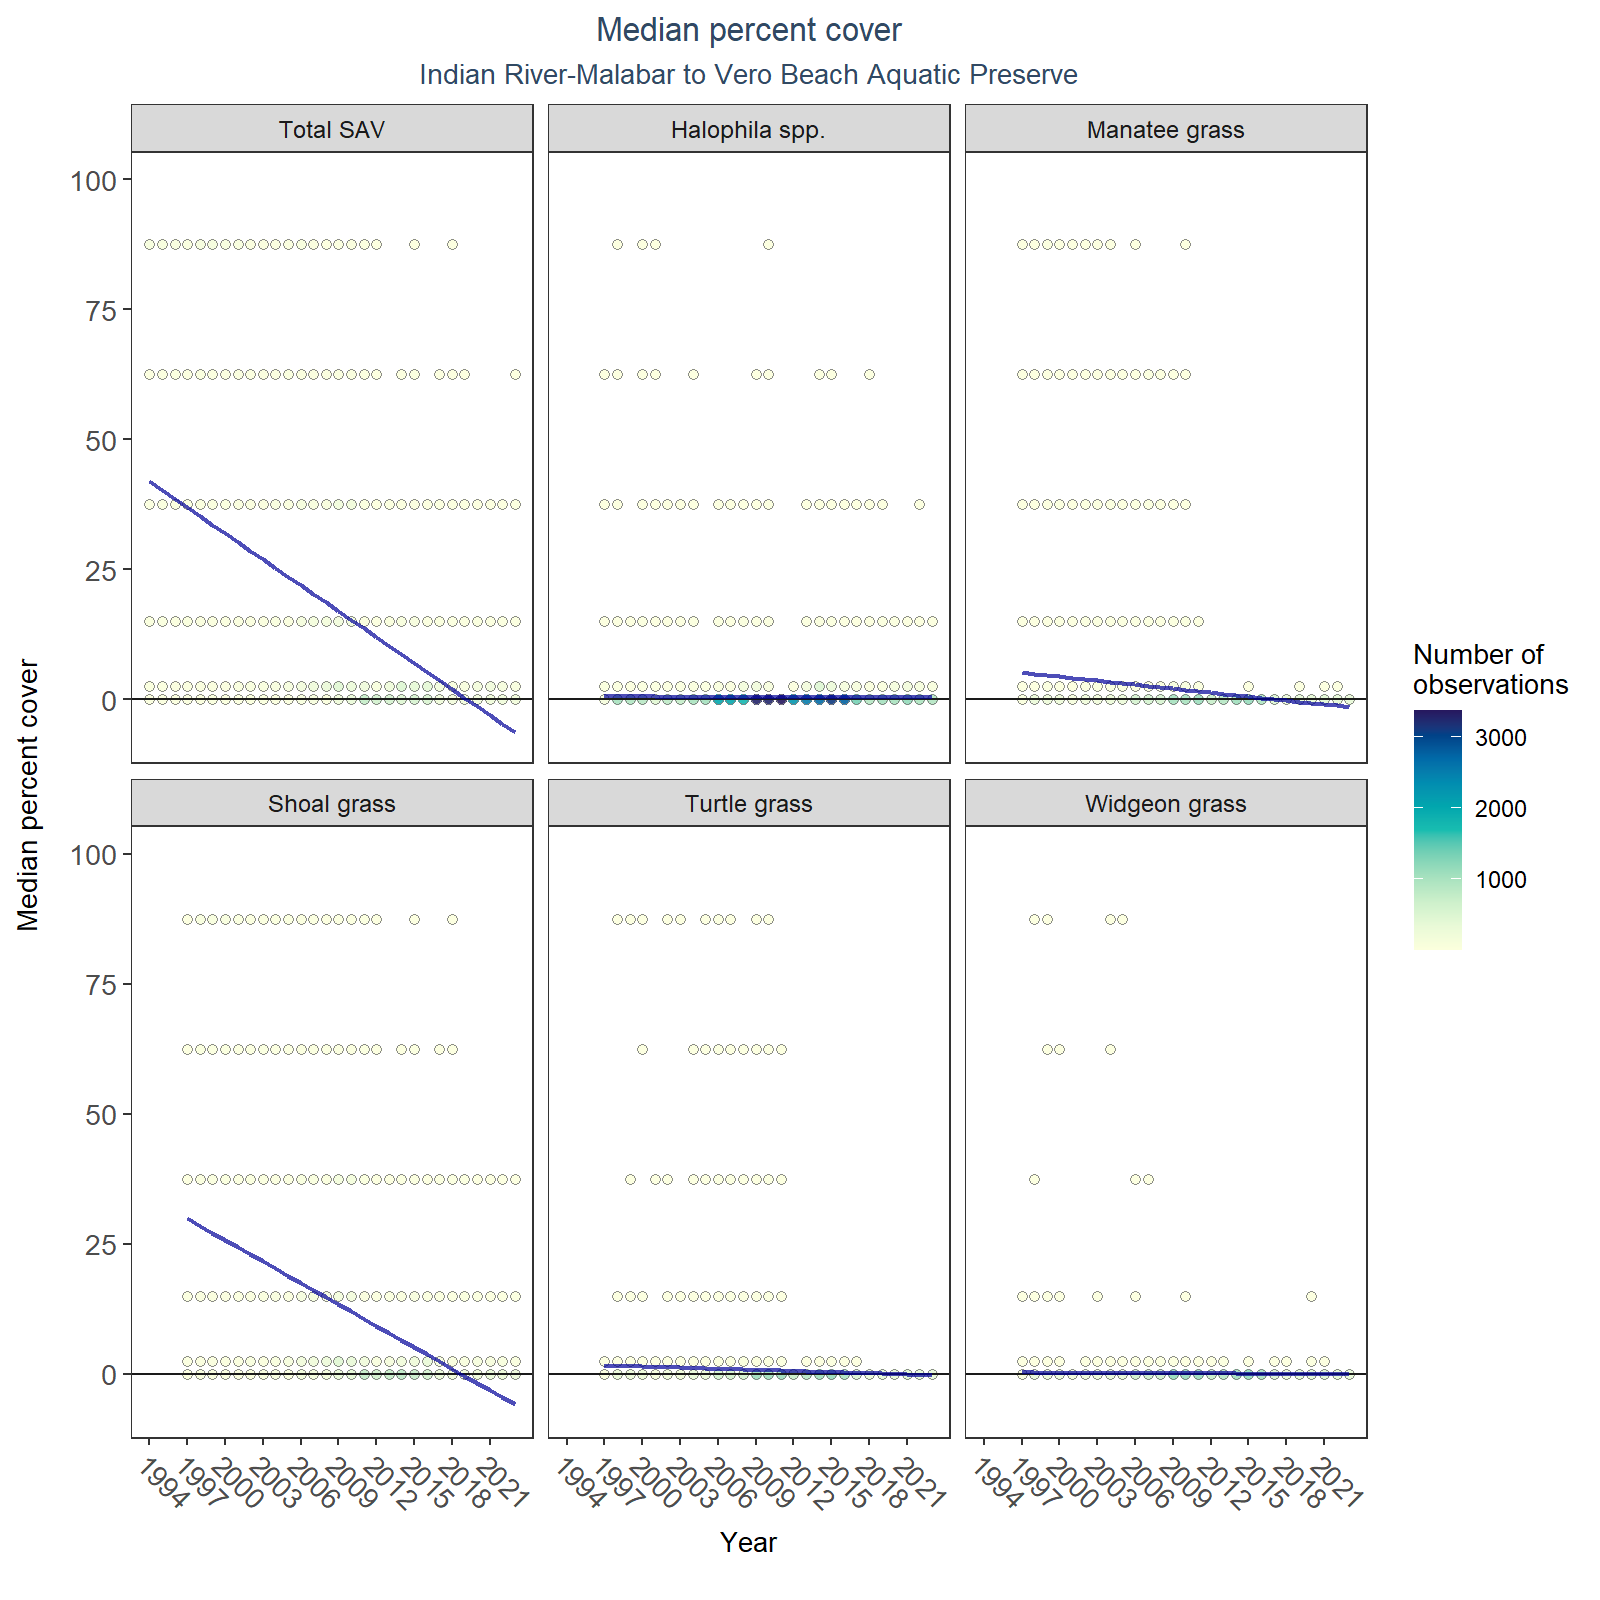 Median percent cover
Indian River-Malabar to Vero Beach Aquatic Preserve
Total SAV
Halophila spp.
Manatee grass
100
75
50
25
0
Shoal grass
Turtle grass
Widgeon grass
100
75
50
25
0
Median percent cover
1994 1997 2000 2003 2006 2009 2012 2015 2018 2021
1994 1997 2000 2003 2006 2009 2012 2015 2018 2021
1994 1997 2000 2003 2006 2009 2012 2015 2018 2021
Year
Number of
observations
3000
2000
1000